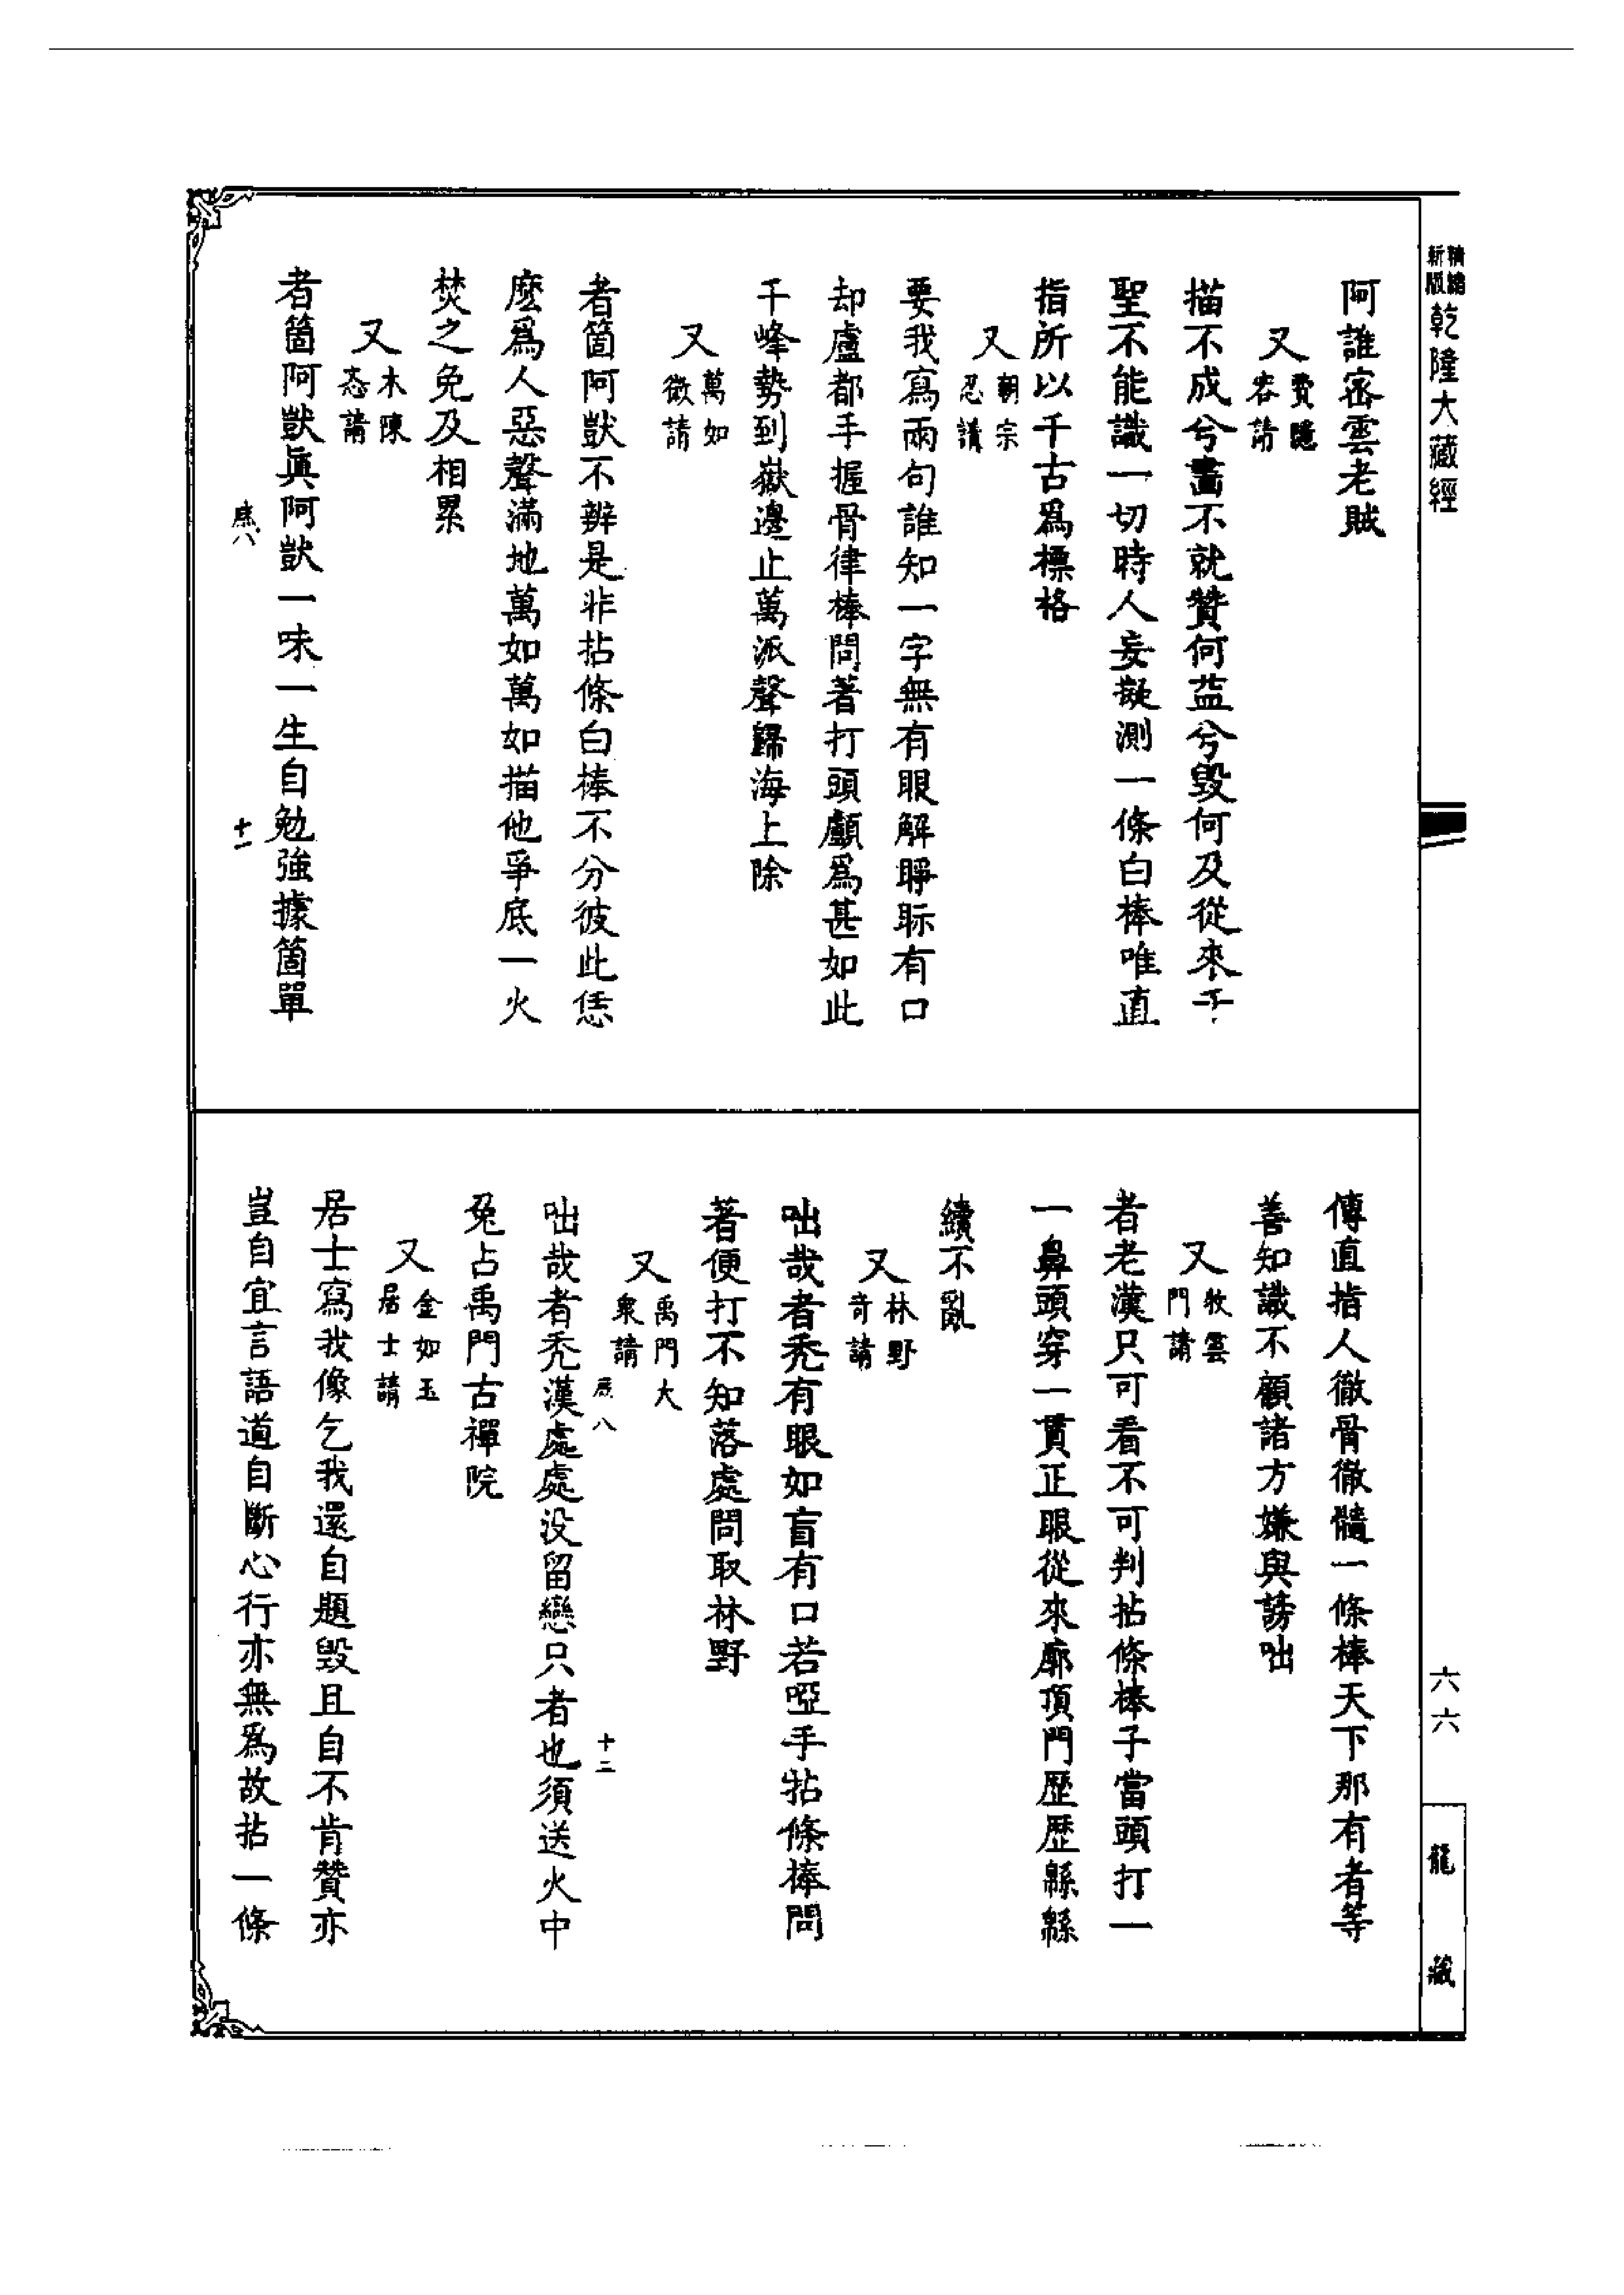 精縮
新版
乾隆大藏經
阿誰密雲老賊
又 費隱容請
描不成兮畫不就贊何益兮毀何及從來千
聖不能識一切時人妄擬測一條白棒唯直
指所以千古爲標格
又 朝宗忍請
要我寫兩句誰知一字無有眼解睜眎有口
却盧都手握骨律棒問著打頭顱爲甚如此
千峰勢到嶽邊止萬派聲歸海上除
又 萬如微請
者箇阿獃不辨是非拈條白棒不分彼此恁
麽爲人惡聲滿地萬如萬如描他爭底一火
焚之免及相累
又 木陳忞請
者箇阿獃眞阿獃一味一生自勉強據箇單
十一
傳直指人徹骨徹髓一條棒天下那有者等
善知識不顧諸方嫌與謗咄
又 牧雲門請
者老漢只可看不可判拈條棒子當頭打一
一鼻頭穿一貫正眼從來廓頂門歷歷緜緜
續不亂
又 林野奇請
咄哉者禿有眼如盲有口若啞手拈條棒問
著便打不知落處問取林野
又 禹門大衆請
八
十二
咄哉者禿漢處處没留戀只者也須送火中
兔占禹門古禪院
又 金如玉居士請
居士寫我像乞我還自題毀且自不肯贊亦
豈自宜言語道自斷心行亦無爲故拈一條
六六
龍藏